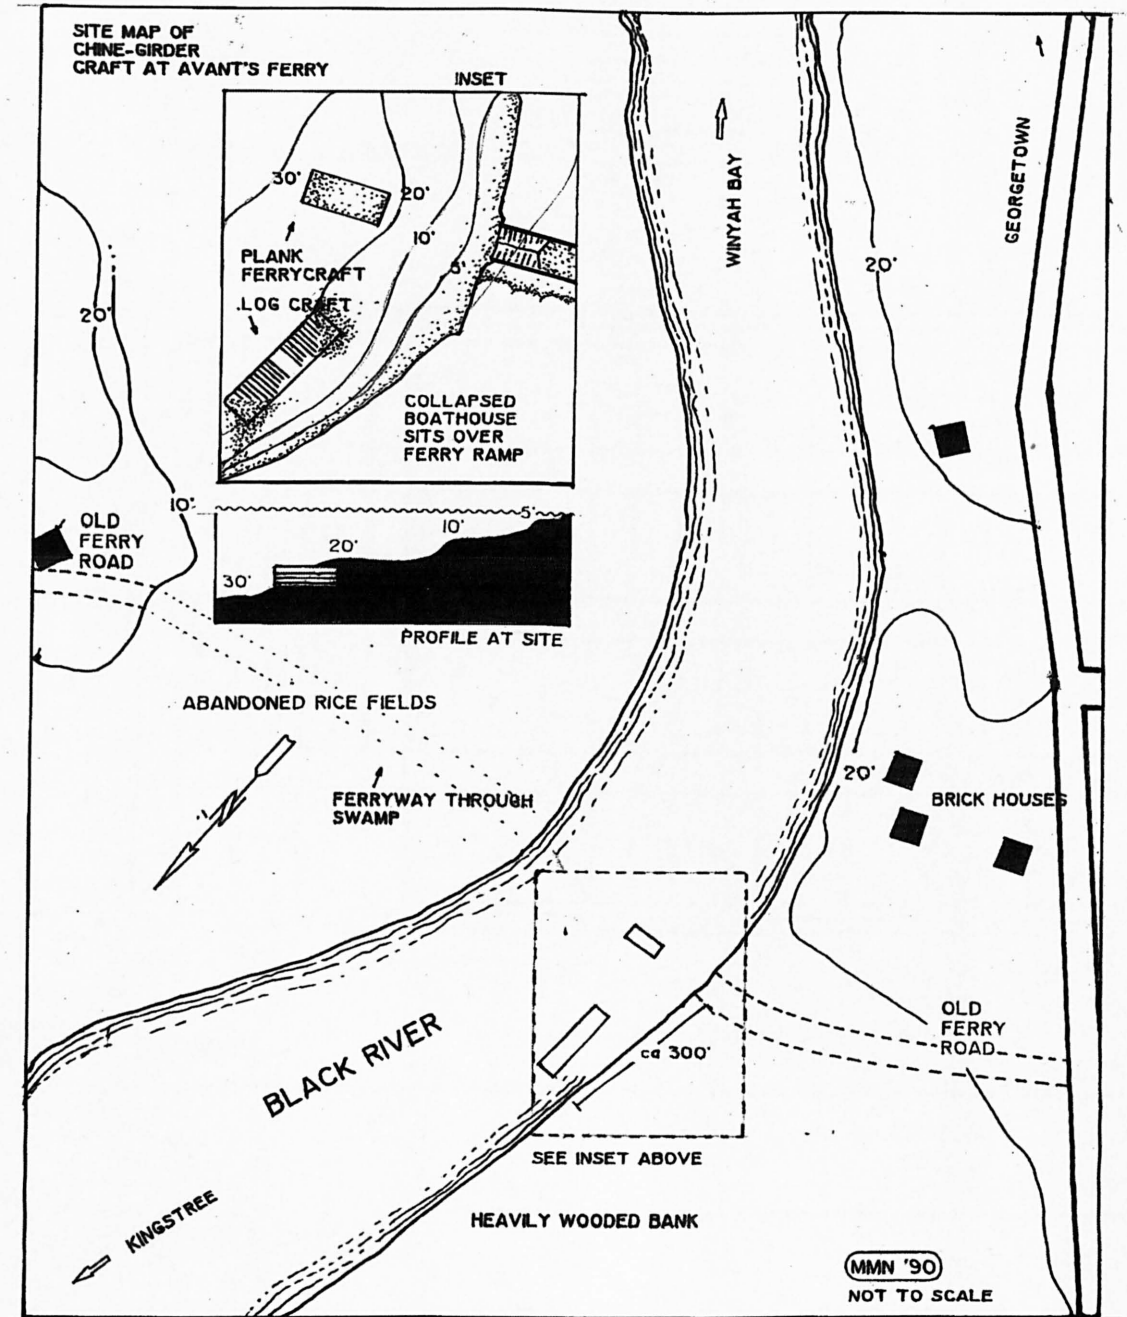 SITE MAP OF
CHINE-GIRDER
CRAFT AT AVANT'S FERRY
INSET
30'
20'
10'
5'
PLANK
FERRYCRAFT
LOG CRAFT
COLLAPSED
BOATHOUSE
SITS OVER
FERRY RAMP
WINYAH BAY
GEORGETOWN
20'
20'
10'
OLD
FERRY
ROAD
5'
10'
20'
30'
PROFILE AT SITE
ABANDONED RICE FIELDS
N
FERRYWAY THROUGH
SWAMP
20'
BRICK HOUSES
BLACK RIVER
ca 300'
OLD
FERRY
ROAD
SEE INSET ABOVE
KINGSTREE
HEAVILY WOODED BANK
MMN '90
NOT TO SCALE